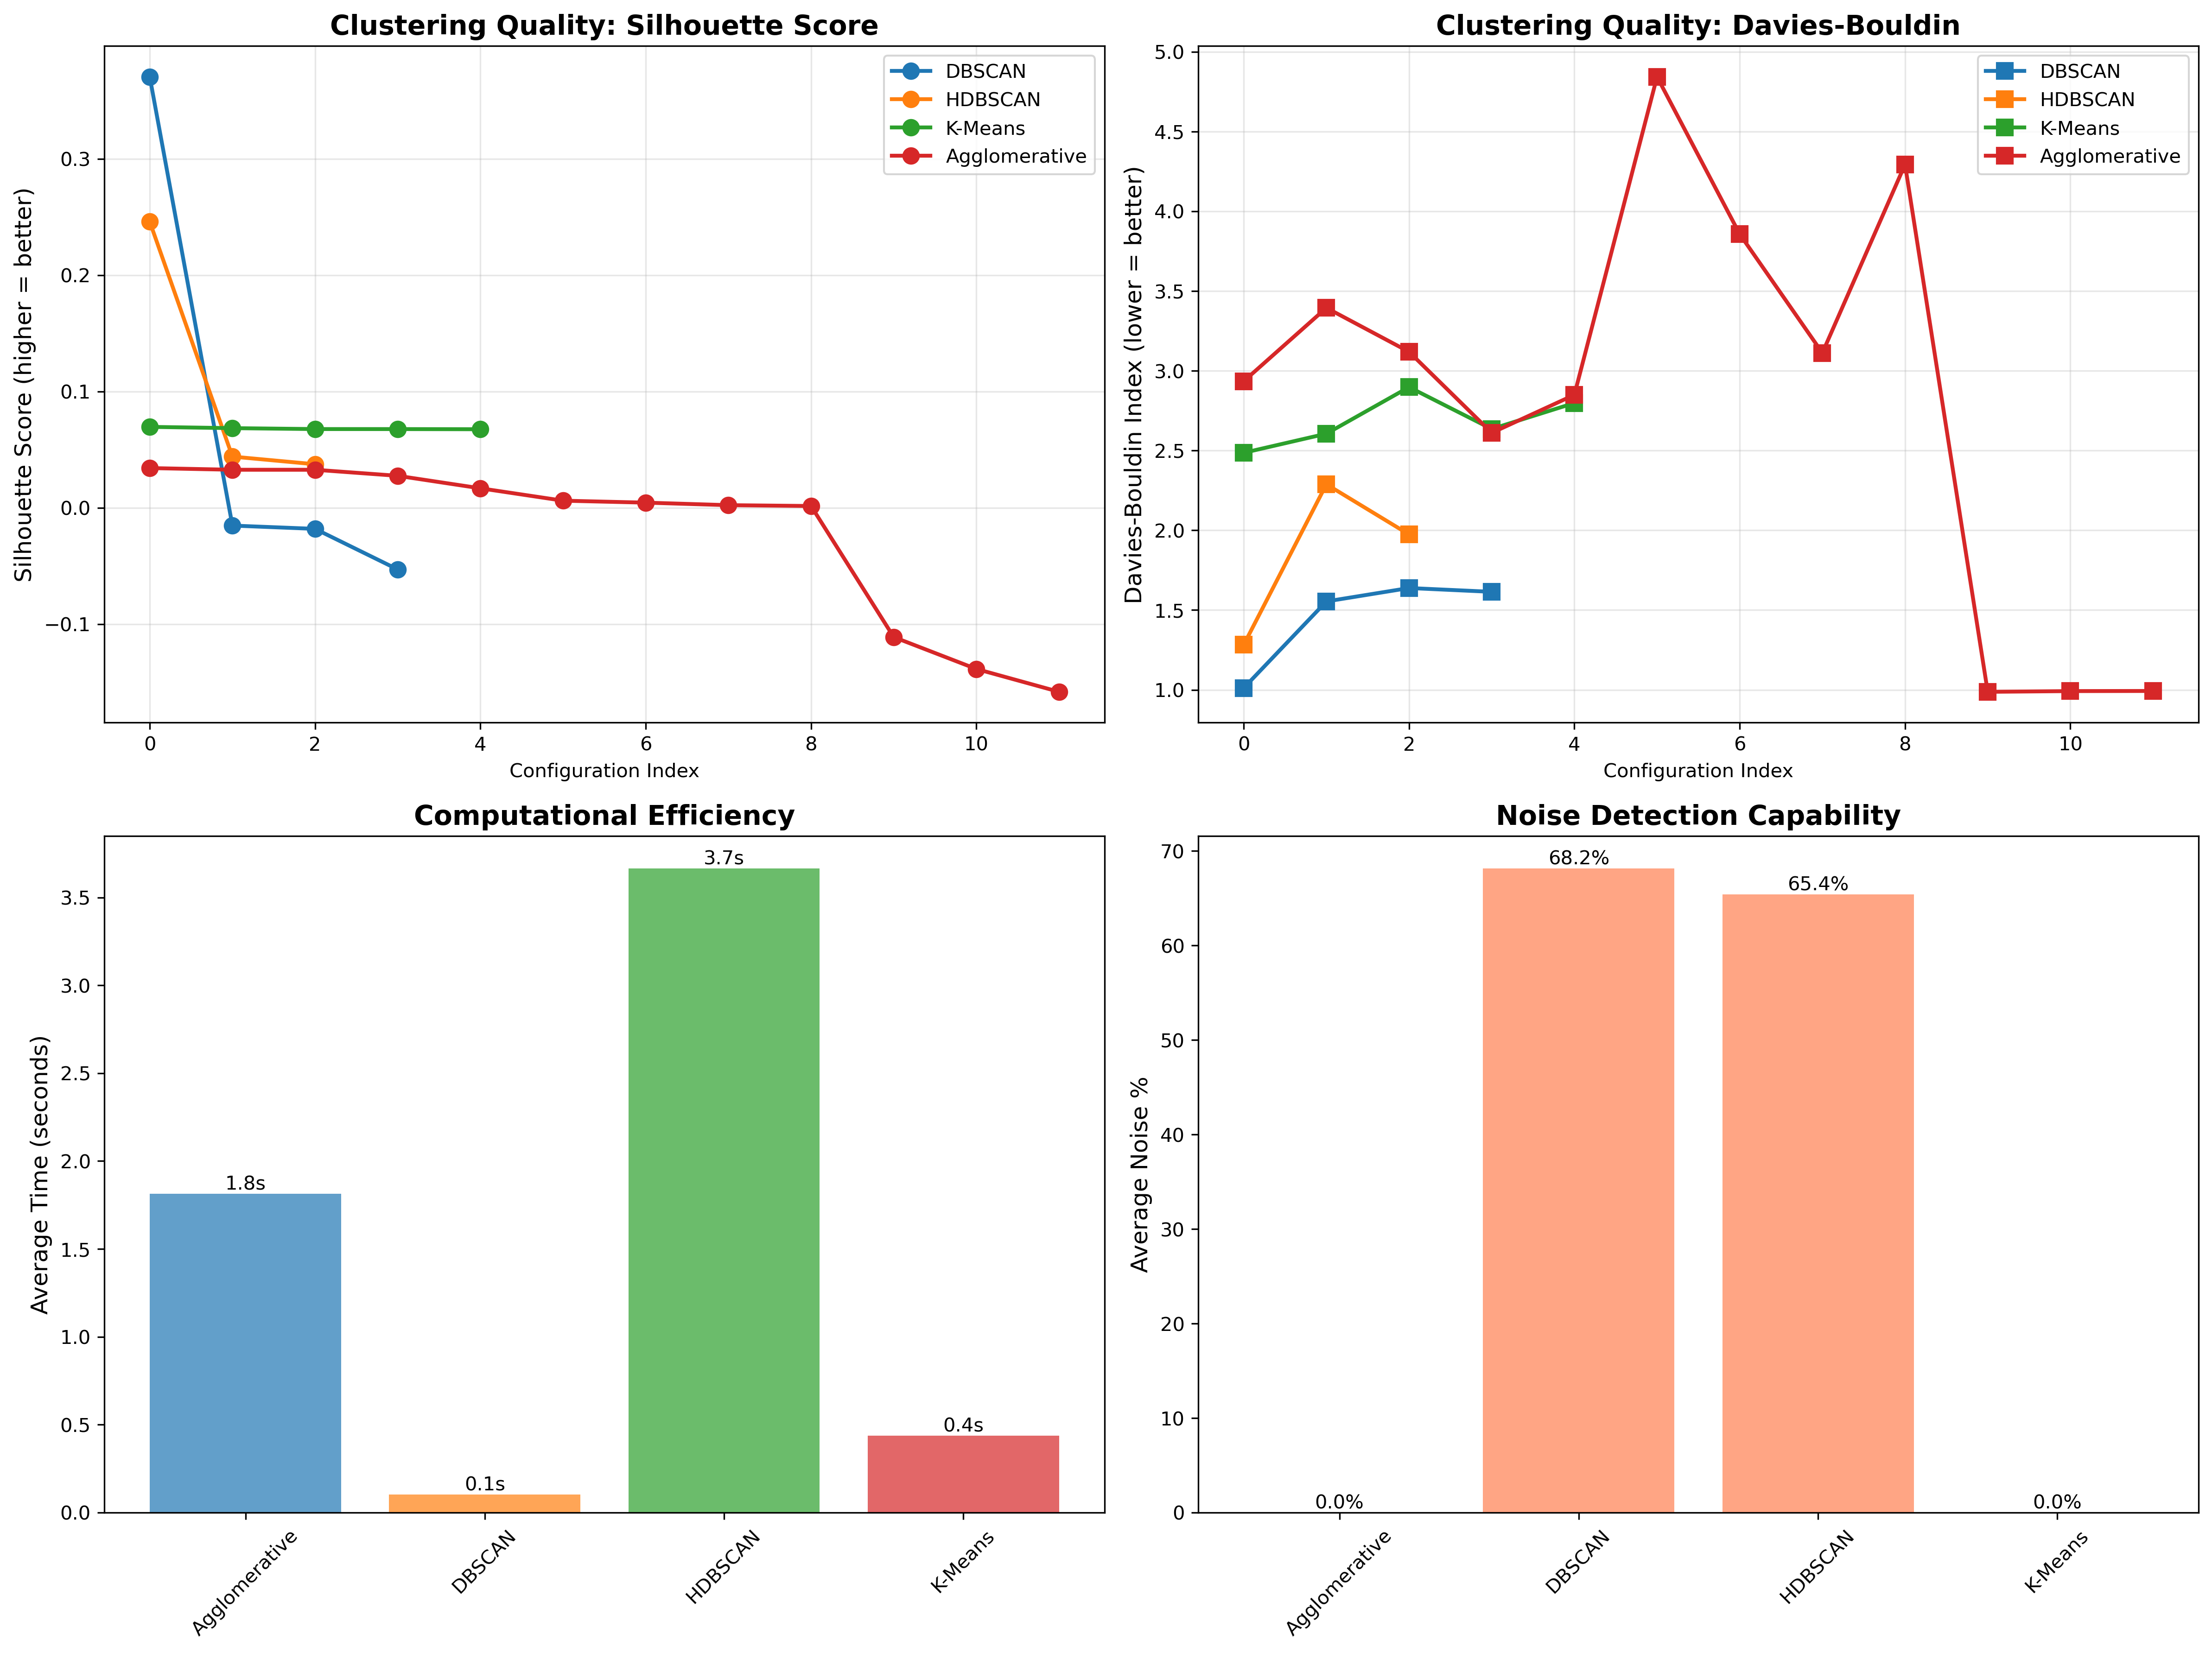 Clustering Quality: Silhouette Score
Silhouette Score (higher = better)
0.3
0.2
0.1
0.0
−0.1
0 2 4 6 8 10
Configuration Index
DBSCAN
HDBSCAN
K-Means
Agglomerative
Clustering Quality: Davies-Bouldin
Davies-Bouldin Index (lower = better)
5.0
4.5
4.0
3.5
3.0
2.5
2.0
1.5
1.0
0 2 4 6 8 10
Configuration Index
DBSCAN
HDBSCAN
K-Means
Agglomerative
Computational Efficiency
Average Time (seconds)
3.5
3.0
2.5
2.0
1.5
1.0
0.5
0.0
1.8s
0.1s
3.7s
0.4s
Agglomerative
DBSCAN
HDBSCAN
K-Means
Noise Detection Capability
Average Noise %
70
60
50
40
30
20
10
0
0.0%
68.2%
65.4%
0.0%
Agglomerative
DBSCAN
HDBSCAN
K-Means